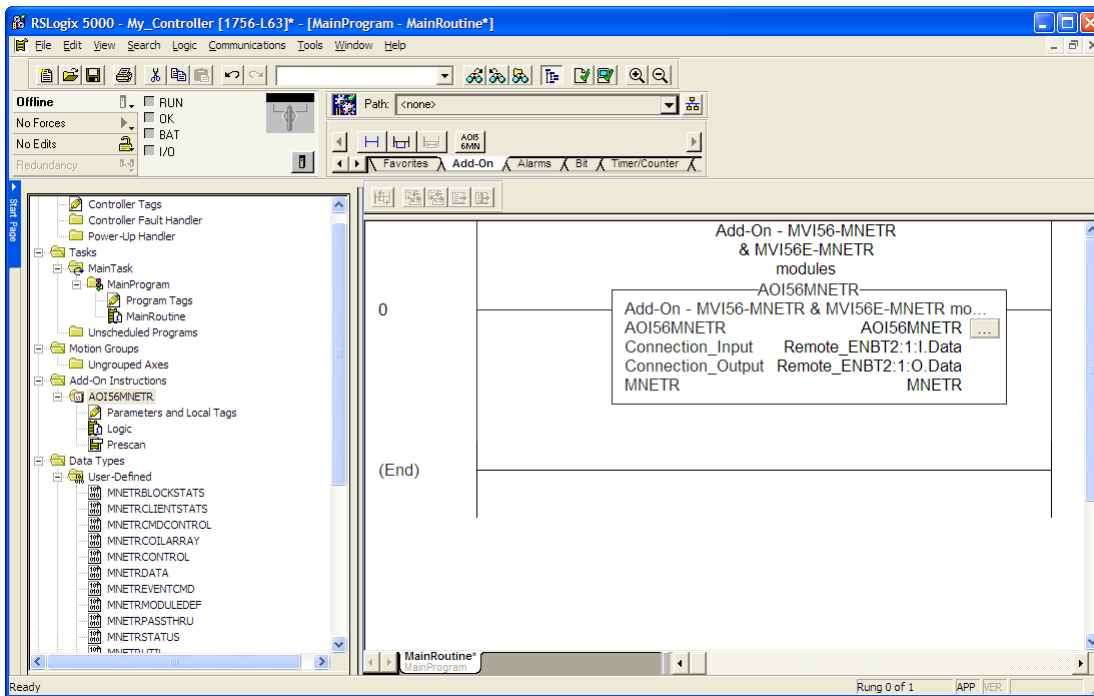 RSLogix 5000 - My_Controller [1756-L63]* - [MainProgram - MainRoutine*]
File Edit View Search Logic Communications Tools Window Help
Offline
RUN
No Forces
OK
No Edits
BAT
Redundancy
I/O
Path: <none>
AOI5
6MN
Favorites Add-On Alarms Bit Timer/Counter
Start Page
Controller Tags
Controller Fault Handler
Power-Up Handler
Tasks
MainTask
MainProgram
Program Tags
MainRoutine
Unscheduled Programs
Motion Groups
Ungrouped Axes
Add-On Instructions
AOI56MNETR
Parameters and Local Tags
Logic
Prescan
Data Types
User-Defined
MNETRBLOCKSTATS
MNETRCLIENTSTATS
MNETRCMDCONTROL
MNETRCOILARRAY
MNETRCONTROL
MNETRDATA
MNETREVENTCMD
MNETRMODULEDEF
MNETRPASSTHRU
MNETRSTATUS
MNETRUTIL
Add-On - MVI56-MNETR
& MVI56E-MNETR
modules
AOI56MNETR
0
Add-On - MVI56-MNETR & MVI56E-MNETR mo...
AOI56MNETR AOI56MNETR ...
Connection_Input Remote_ENBT2:1:I.Data
Connection_Output Remote_ENBT2:1:O.Data
MNETR MNETR
(End)
MainRoutine*
MainProgram
Ready
Rung 0 of 1 APP VER